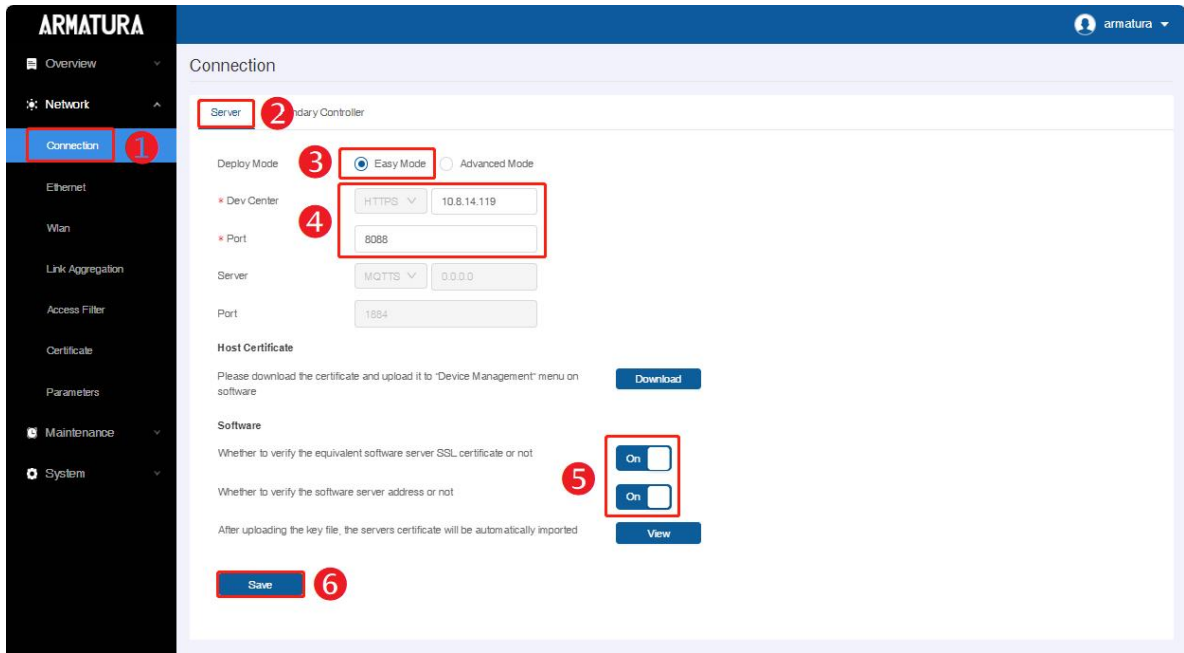 ARMATURA
armatura
Overview
Network
Connection
1
Ethernet
Wlan
Link Aggregation
Access Filter
Certificate
Parameters
Maintenance
System
Connection
Server 2 ndary Controller
Deploy Mode 3 Easy Mode Advanced Mode
* Dev Center HTTPS 10.8.14.119
4
* Port 8088
Server MQTTS 0.0.0.0
Port 1884
Host Certificate
Please download the certificate and upload it to "Device Management" menu on
software
Download
Software
Whether to verify the equivalent software server SSL certificate or not On
5
Whether to verify the software server address or not On
After uploading the key file, the servers certificate will be automatically imported View
Save 6